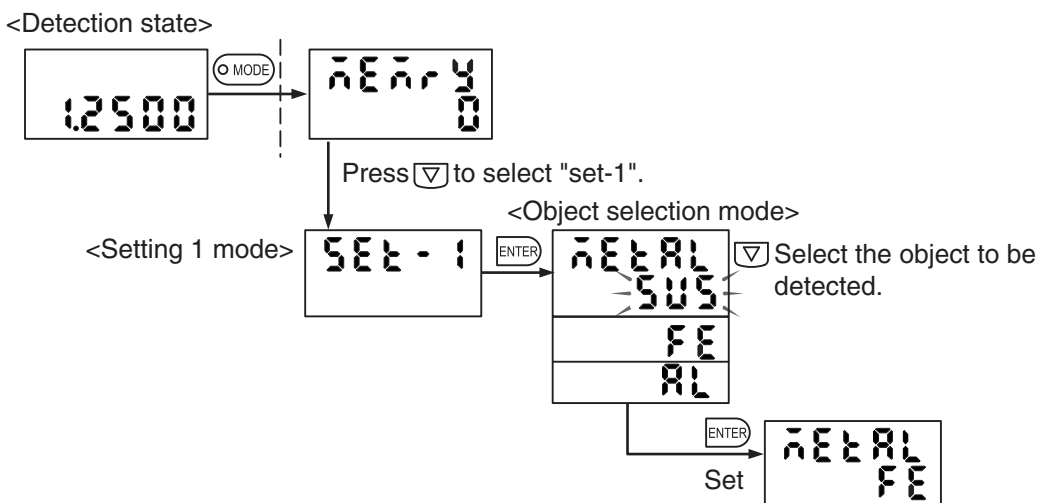 <Detection state>
1.2500
MODE
MEMrY
0
Press to select "set-1".
<Object selection mode>
<Setting 1 mode>
SEt-1
ENTER
MEtAL
SUS
Select the object to be
detected.
FE
AL
ENTER
Set
MEtAL
FE